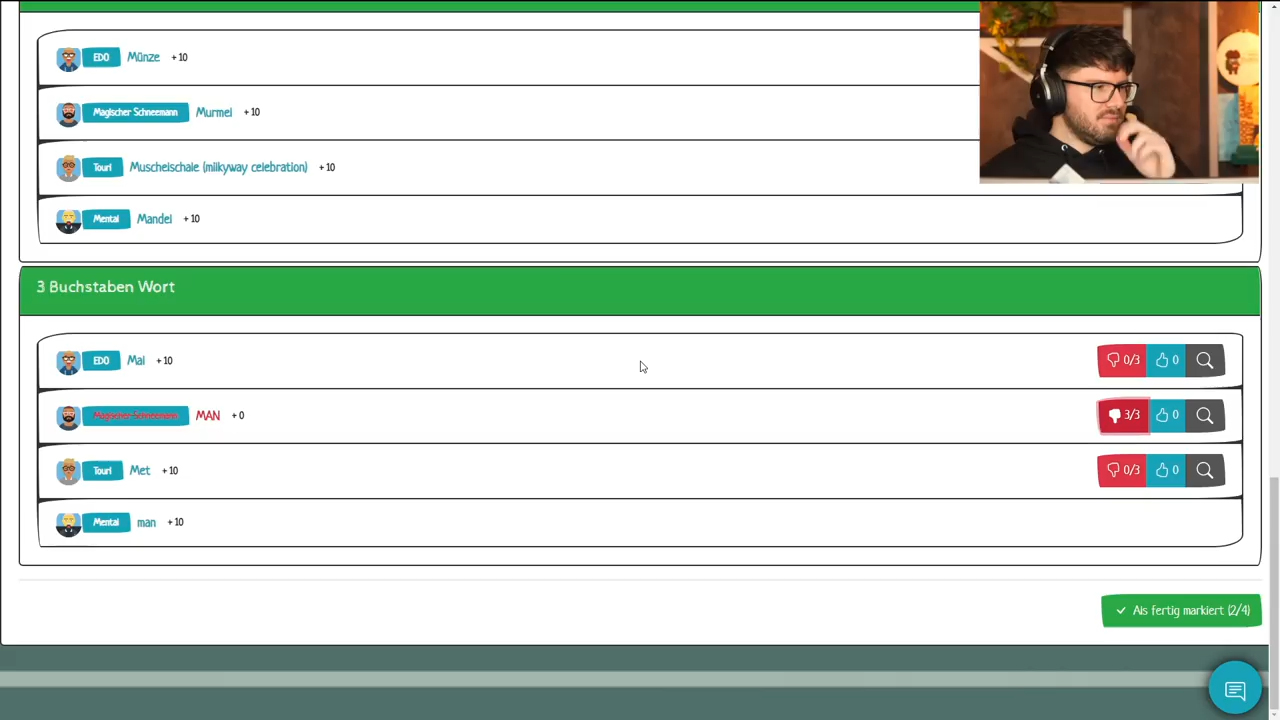 EDO Münze +10
Magischer Schneemann Murmel +10
Touri Muschelschale (milkyway celebration) +10
Mental Mandel +10
3 Buchstaben Wort
EDO Mai +10 0/3 0
Magischer Schneemann MAN +0 3/3 0
Touri Met +10 0/3 0
Mental man +10
Als fertig markiert (2/4)